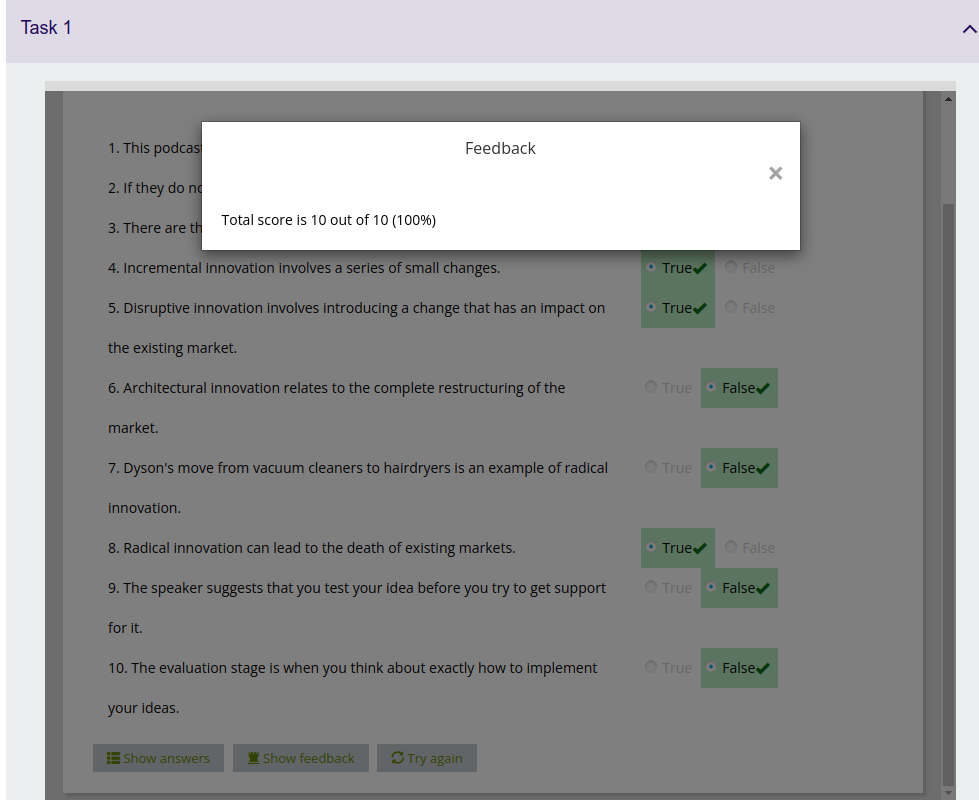 Task 1
Feedback
×
Total score is 10 out of 10 (100%)
1. This podcas
2. If they do no
3. There are th
4. Incremental innovation involves a series of small changes. True False
5. Disruptive innovation involves introducing a change that has an impact on True False
the existing market.
6. Architectural innovation relates to the complete restructuring of the True False
market.
7. Dyson's move from vacuum cleaners to hairdryers is an example of radical True False
innovation.
8. Radical innovation can lead to the death of existing markets. True False
9. The speaker suggests that you test your idea before you try to get support True False
for it.
10. The evaluation stage is when you think about exactly how to implement True False
your ideas.
Show answers Show feedback Try again